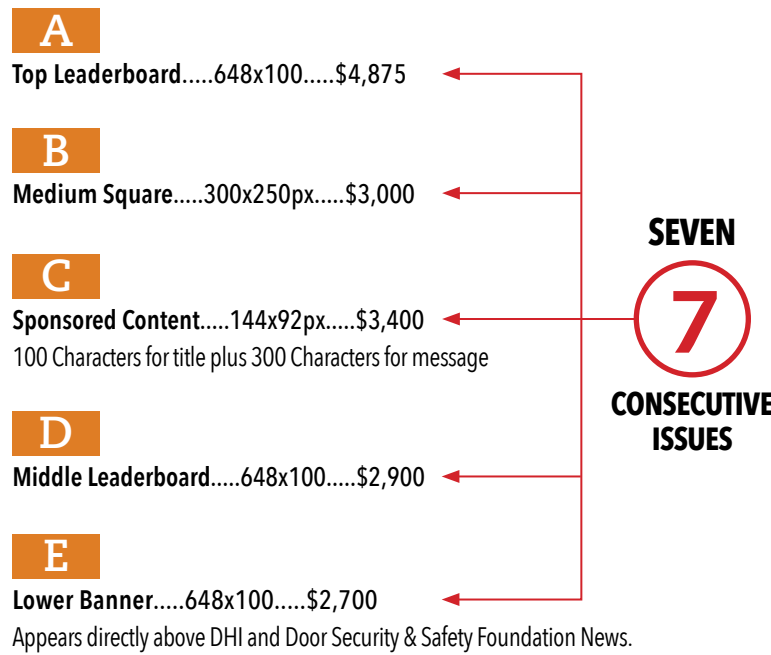 A
Top Leaderboard.....648x100.....$4,875
B
Medium Square.....300x250px.....$3,000
C
Sponsored Content.....144x92px.....$3,400
100 Characters for title plus 300 Characters for message
D
Middle Leaderboard.....648x100.....$2,900
E
Lower Banner.....648x100.....$2,700
Appears directly above DHI and Door Security & Safety Foundation News.
SEVEN
7
CONSECUTIVE
ISSUES